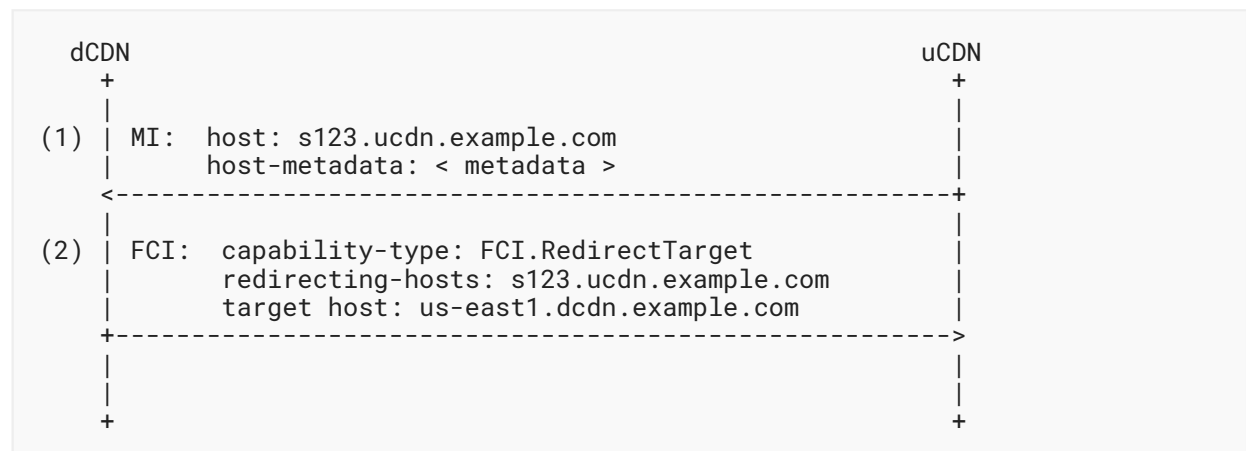 dCDN uCDN
+ +
| |
(1) | MI: host: s123.ucdn.example.com |
| host-metadata: < metadata > |
<-------------------------------------------------------+
| |
(2) | FCI: capability-type: FCI.RedirectTarget |
| redirecting-hosts: s123.ucdn.example.com |
| target host: us-east1.dcdn.example.com |
+------------------------------------------------------->
| |
| |
+ +